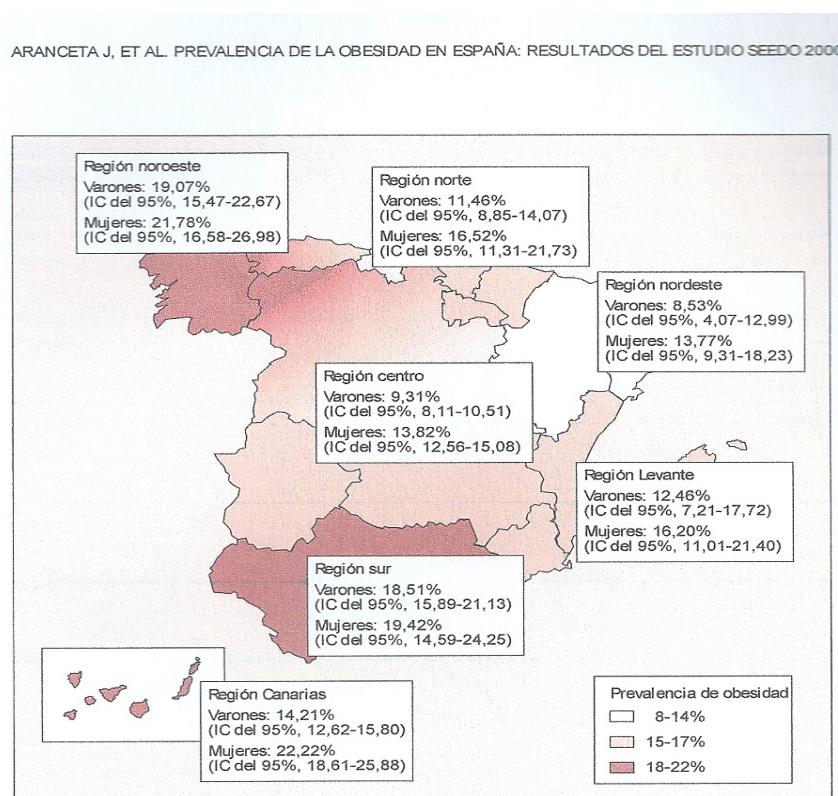 ARANCETA J, ET AL. PREVALENCIA DE LA OBESIDAD EN ESPAÑA: RESULTADOS DEL ESTUDIO SEEDO 2000
Región noroeste
Varones: 19,07%
(IC del 95%, 15,47-22,67)
Mujeres: 21,78%
(IC del 95%, 16,58-26,98)
Región norte
Varones: 11,46%
(IC del 95%, 8,85-14,07)
Mujeres: 16,52%
(IC del 95%, 11,31-21,73)
Región nordeste
Varones: 8,53%
(IC del 95%, 4,07-12,99)
Mujeres: 13,77%
(IC del 95%, 9,31-18,23)
Región centro
Varones: 9,31%
(IC del 95%, 8,11-10,51)
Mujeres: 13,82%
(IC del 95%, 12,56-15,08)
Región Levante
Varones: 12,46%
(IC del 95%, 7,21-17,72)
Mujeres: 16,20%
(IC del 95%, 11,01-21,40)
Región sur
Varones: 18,51%
(IC del 95%, 15,89-21,13)
Mujeres: 19,42%
(IC del 95%, 14,59-24,25)
Región Canarias
Varones: 14,21%
(IC del 95%, 12,62-15,80)
Mujeres: 22,22%
(IC del 95%, 18,61-25,88)
Prevalencia de obesidad
8-14%
15-17%
18-22%